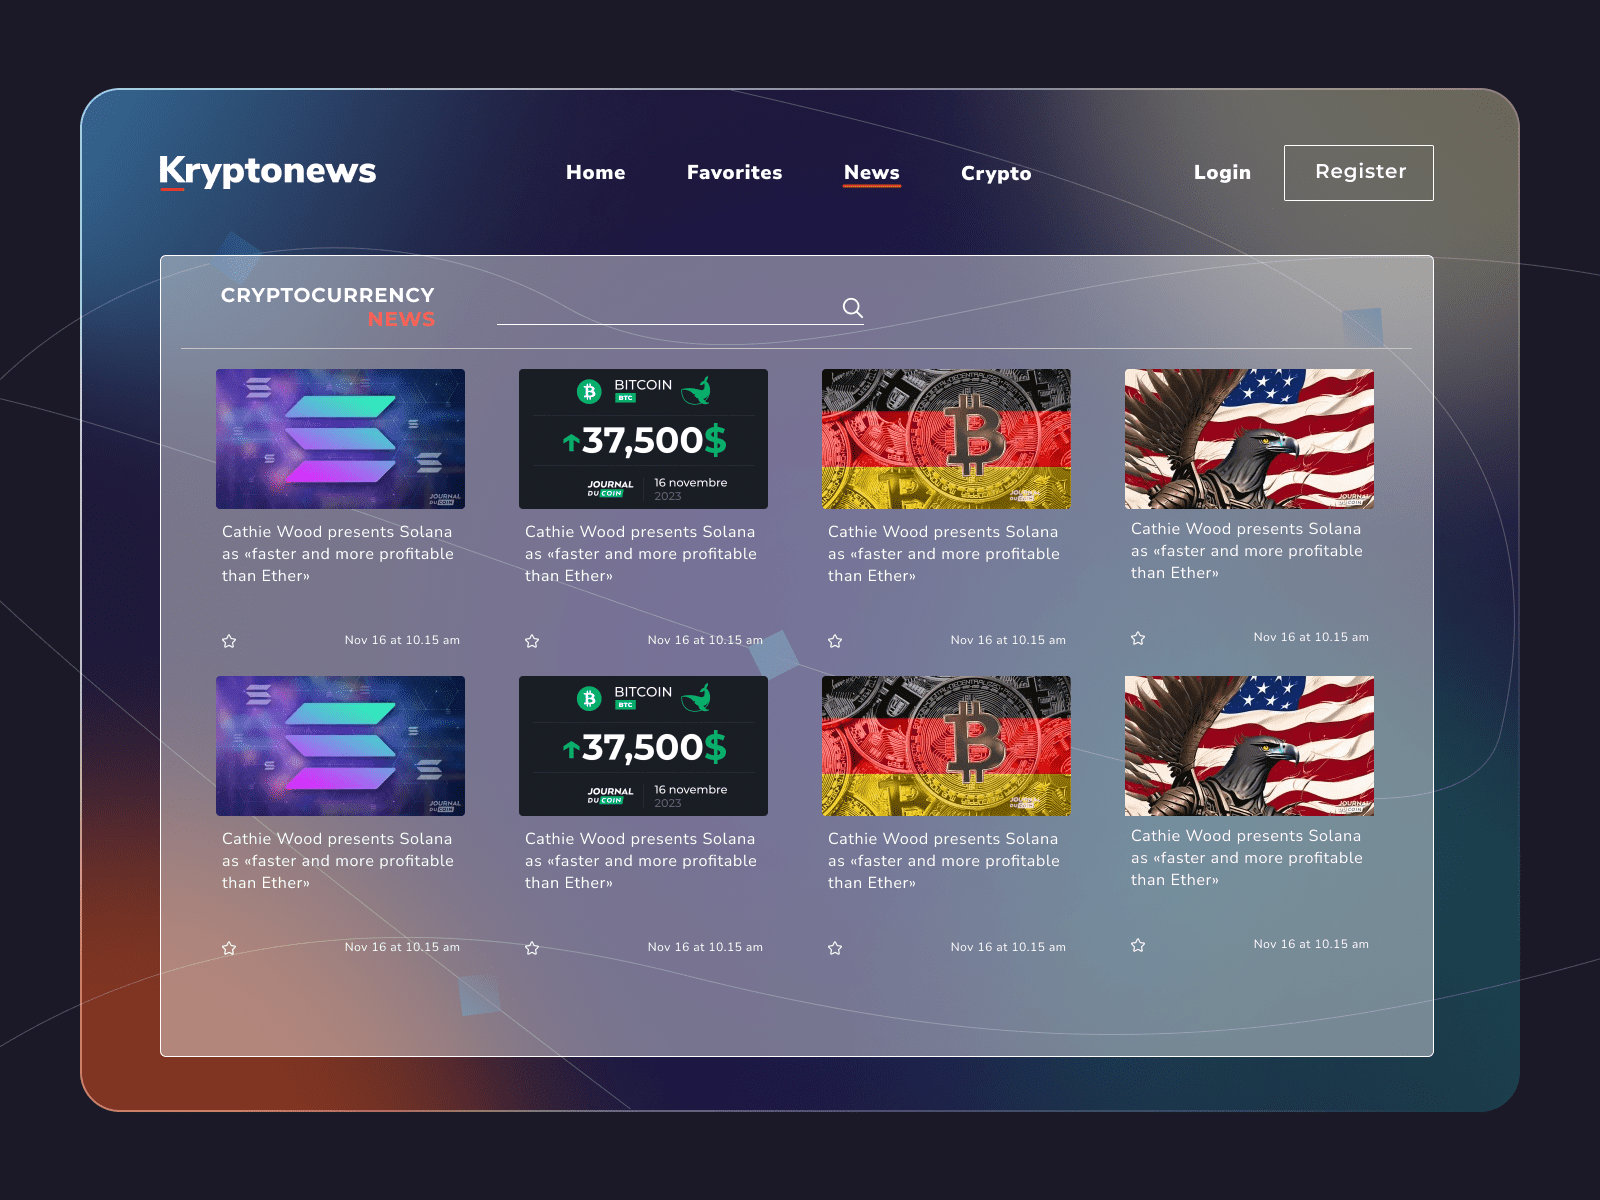 Kryptonews
Home
Favorites
News
Crypto
Login
Register
CRYPTOCURRENCY
NEWS
JOURNAL
DU COIN
BITCOIN
BTC
37,500$
JOURNAL
DU COIN
16 novembre
2023
JOURNAL
DU COIN
JOURNAL
DU COIN
Cathie Wood presents Solana
as «faster and more profitable
than Ether»
Cathie Wood presents Solana
as «faster and more profitable
than Ether»
Cathie Wood presents Solana
as «faster and more profitable
than Ether»
Cathie Wood presents Solana
as «faster and more profitable
than Ether»
Nov 16 at 10.15 am
Nov 16 at 10.15 am
Nov 16 at 10.15 am
Nov 16 at 10.15 am
JOURNAL
DU COIN
BITCOIN
BTC
37,500$
JOURNAL
DU COIN
16 novembre
2023
JOURNAL
DU COIN
JOURNAL
DU COIN
Cathie Wood presents Solana
as «faster and more profitable
than Ether»
Cathie Wood presents Solana
as «faster and more profitable
than Ether»
Cathie Wood presents Solana
as «faster and more profitable
than Ether»
Cathie Wood presents Solana
as «faster and more profitable
than Ether»
Nov 16 at 10.15 am
Nov 16 at 10.15 am
Nov 16 at 10.15 am
Nov 16 at 10.15 am